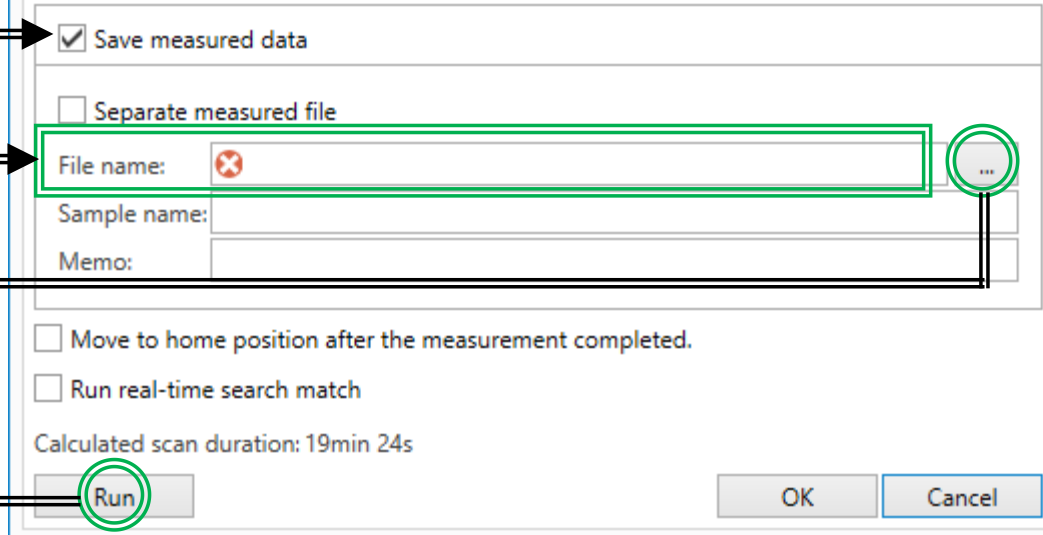 Save measured data
Separate measured file
File name:
...
Sample name:
Memo:
Move to home position after the measurement completed.
Run real-time search match
Calculated scan duration: 19min 24s
Run OK Cancel